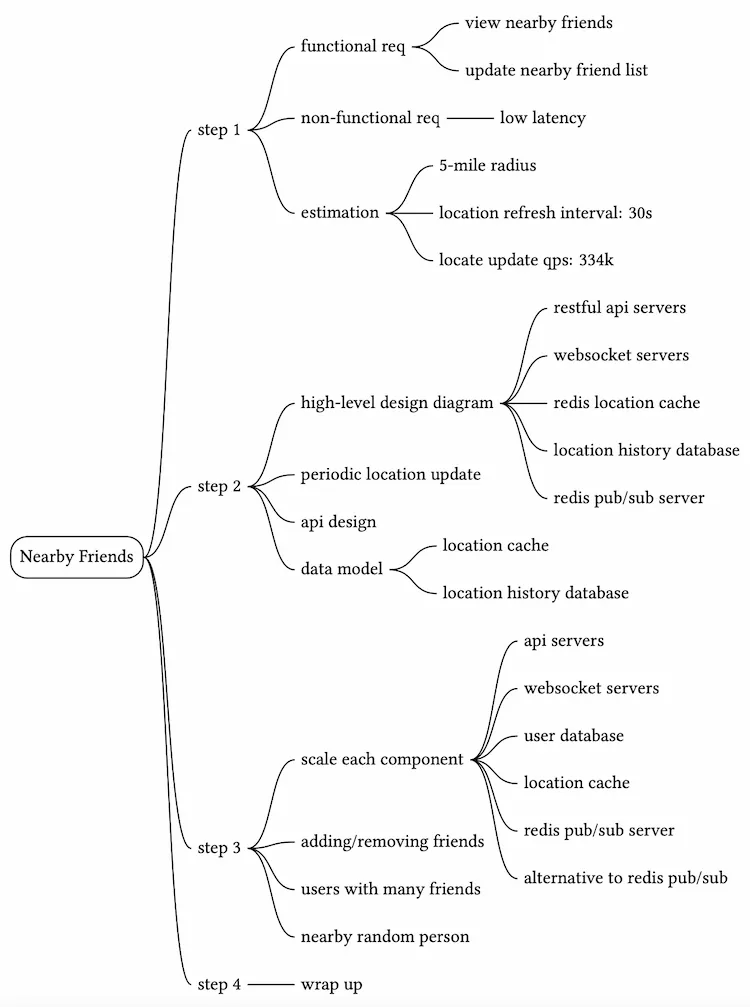 Nearby Friends
step 1
functional req
view nearby friends
update nearby friend list
non-functional req
low latency
estimation
5-mile radius
location refresh interval: 30s
locate update qps: 334k
step 2
high-level design diagram
restful api servers
websocket servers
redis location cache
location history database
redis pub/sub server
periodic location update
api design
data model
location cache
location history database
step 3
scale each component
api servers
websocket servers
user database
location cache
redis pub/sub server
alternative to redis pub/sub
adding/removing friends
users with many friends
nearby random person
step 4
wrap up